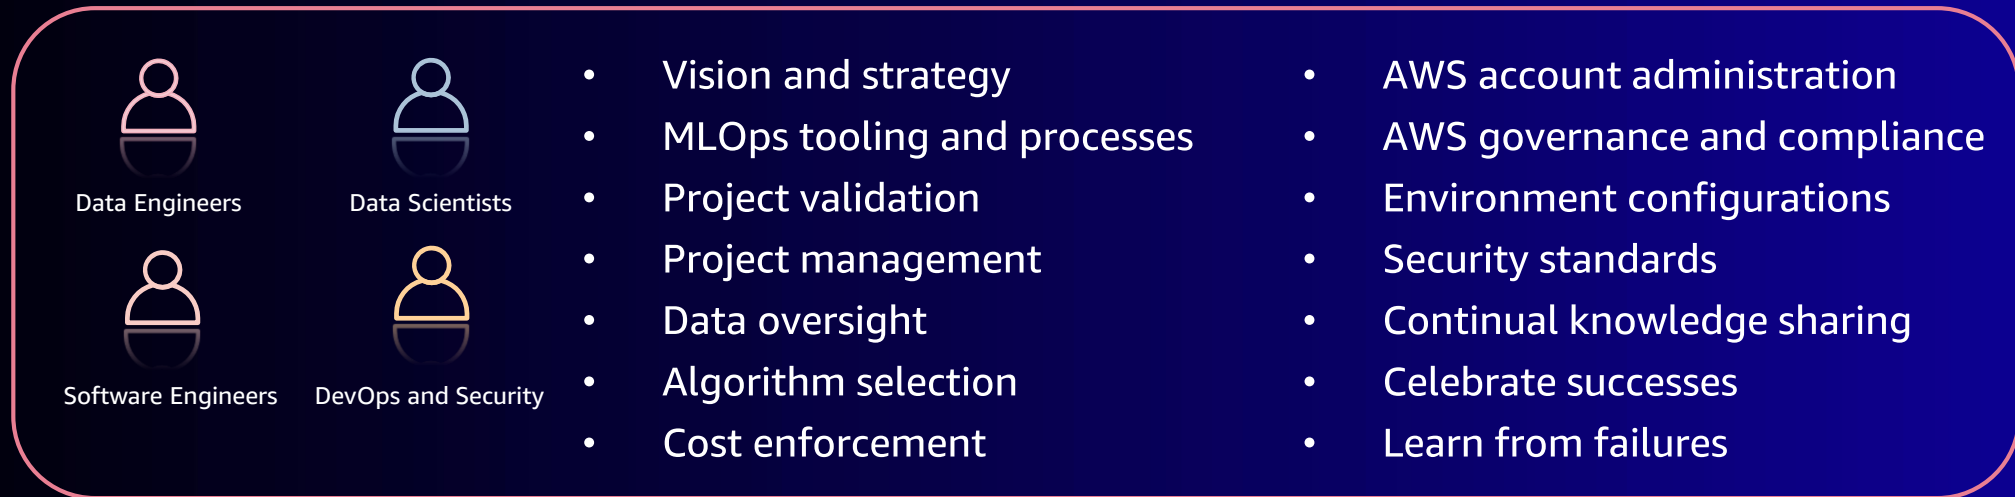 Data Engineers
Data Scientists
Software Engineers
DevOps and Security
• Vision and strategy
• MLOps tooling and processes
• Project validation
• Project management
• Data oversight
• Algorithm selection
• Cost enforcement
• AWS account administration
• AWS governance and compliance
• Environment configurations
• Security standards
• Continual knowledge sharing
• Celebrate successes
• Learn from failures